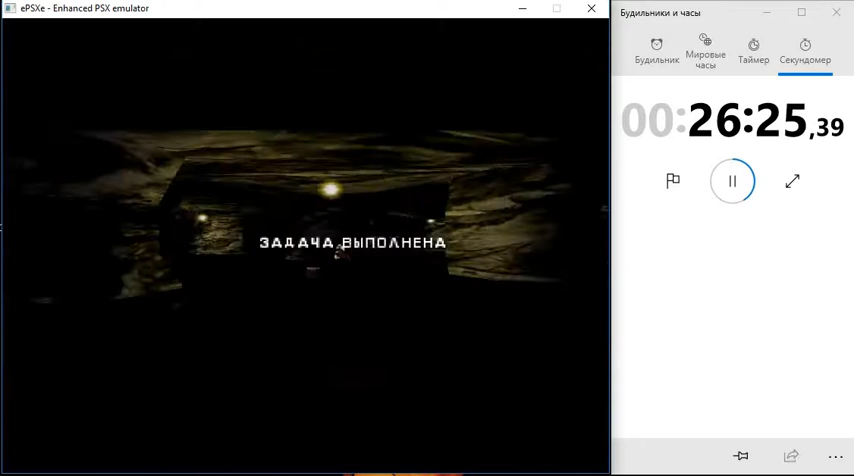 ePSXe - Enhanced PSX emulator
Будильники и часы
Будильник
Мировые
часы
Таймер
Секундомер
00:26:25,39
ЗАДАЧА ВЫПОЛНЕНА